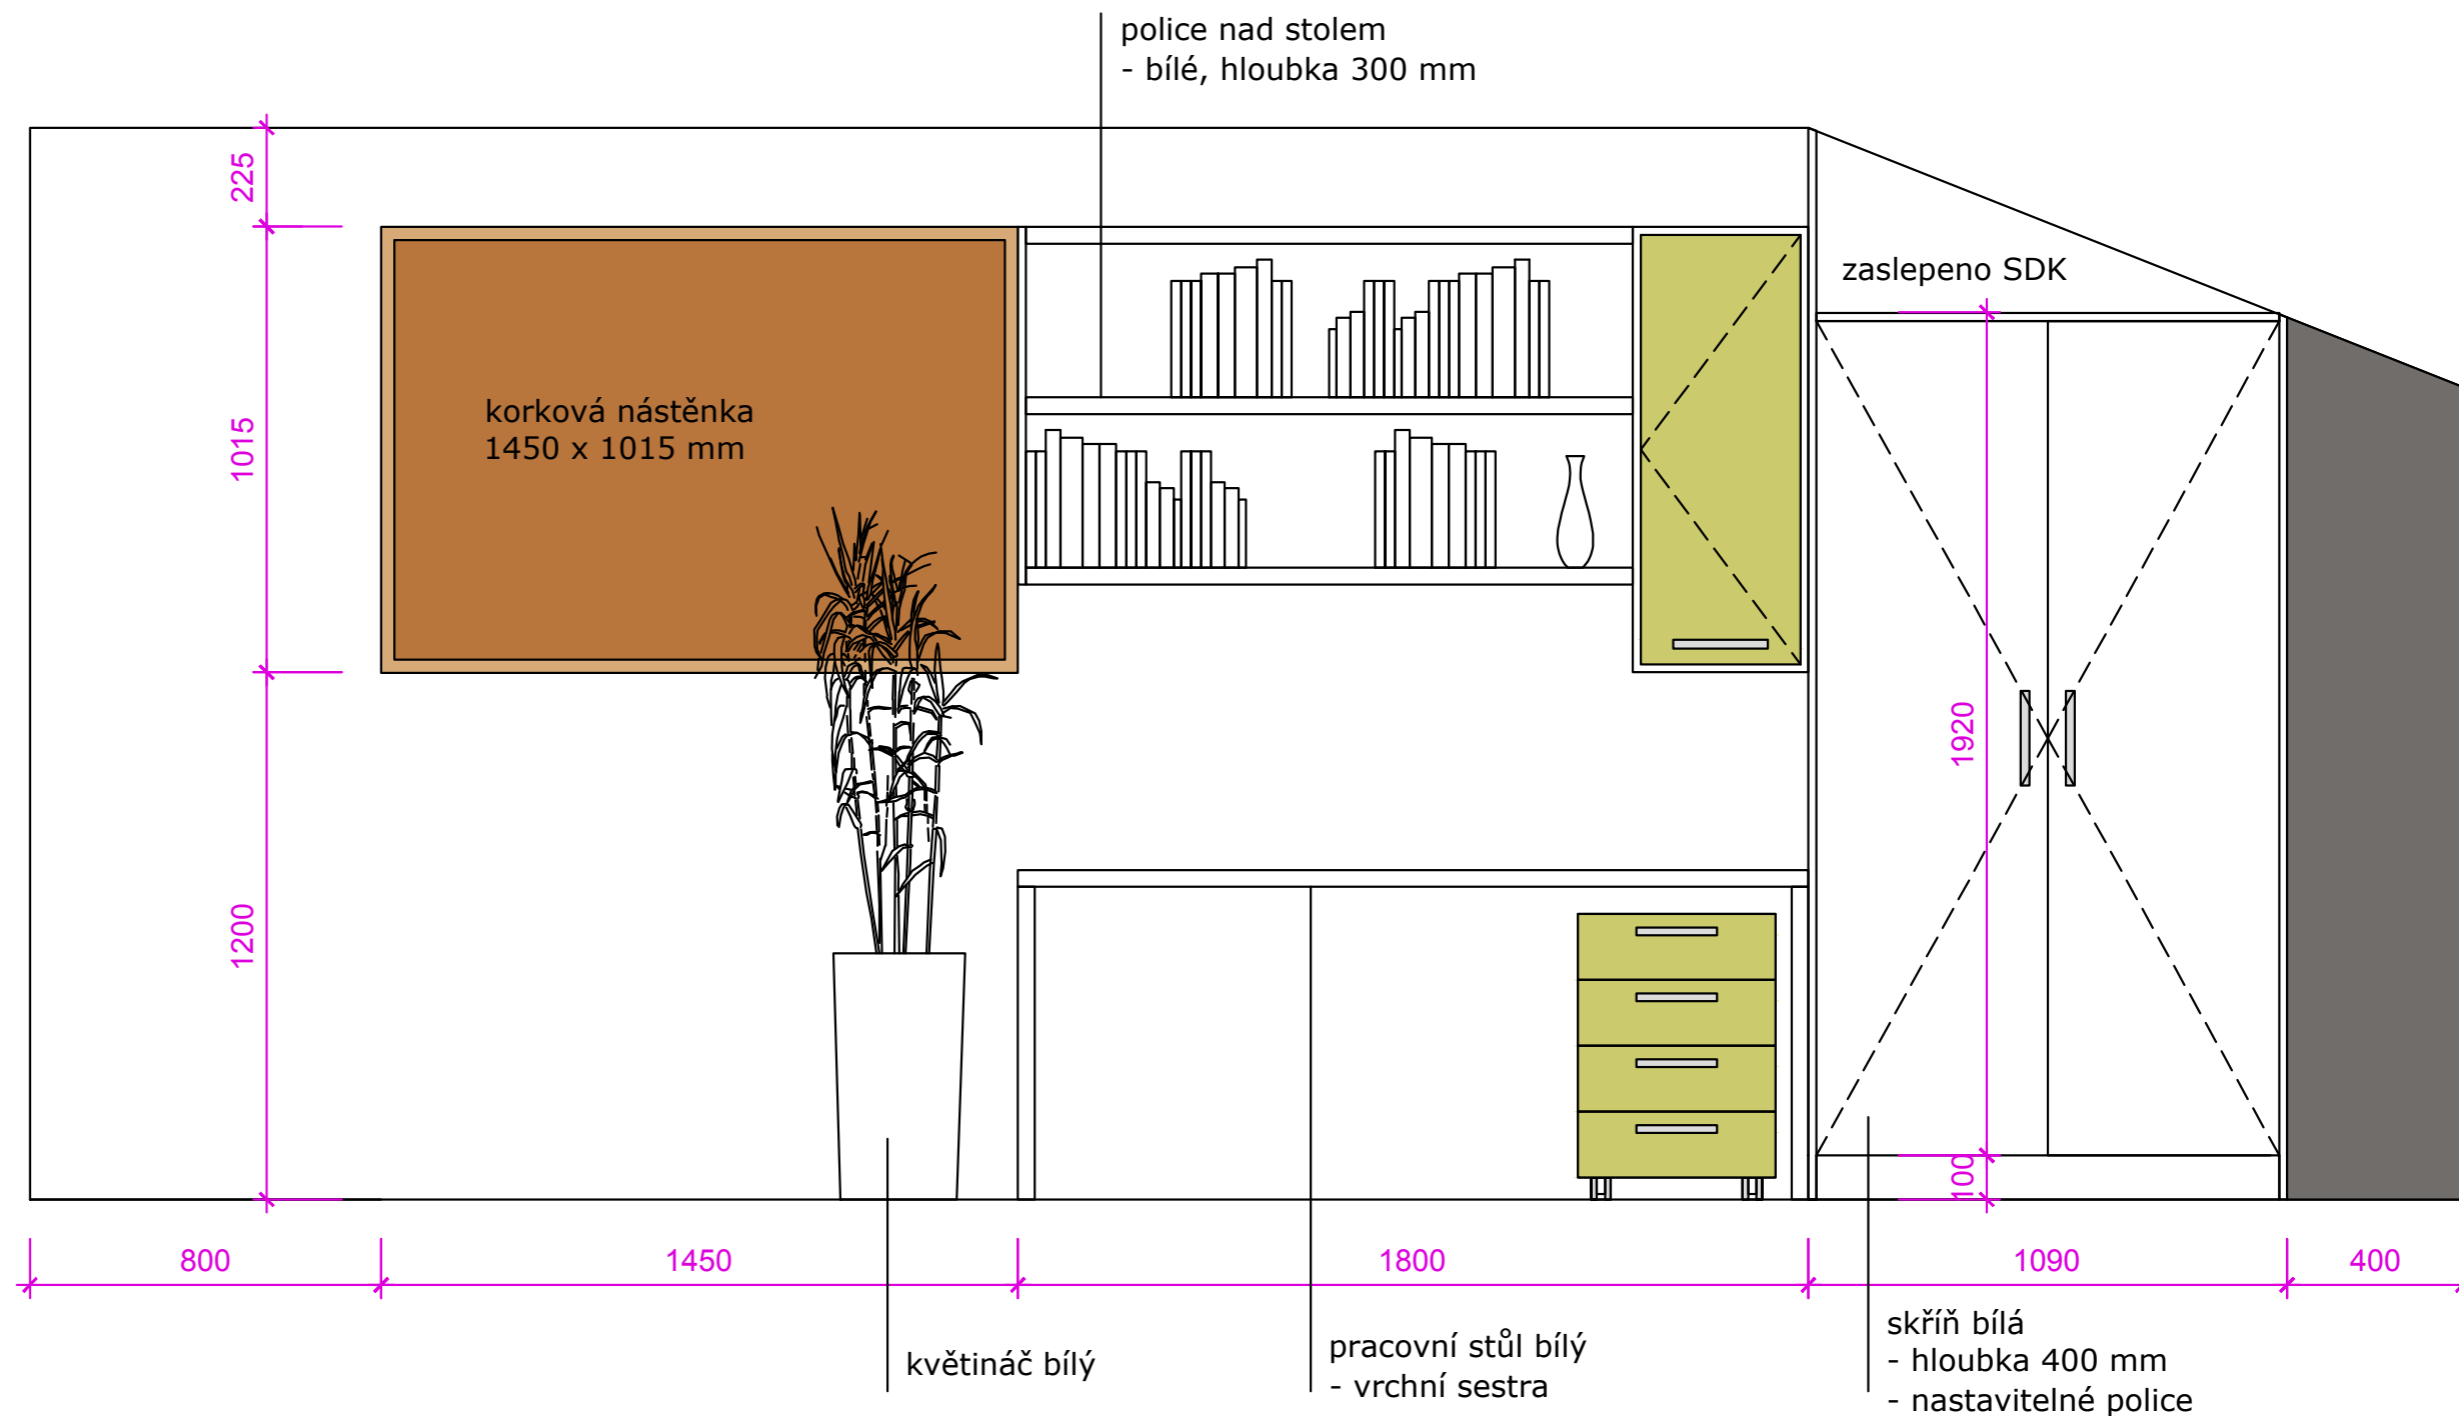 police nad stolem
- bílé, hloubka 300 mm
225
zaslepeno SDK
korková nástěnka
1450 x 1015 mm
1015
1920
1200
100
800
1450
1800
1090
400
květináč bílý
pracovní stůl bílý
- vrchní sestra
skříň bílá
- hloubka 400 mm
- nastavitelné police